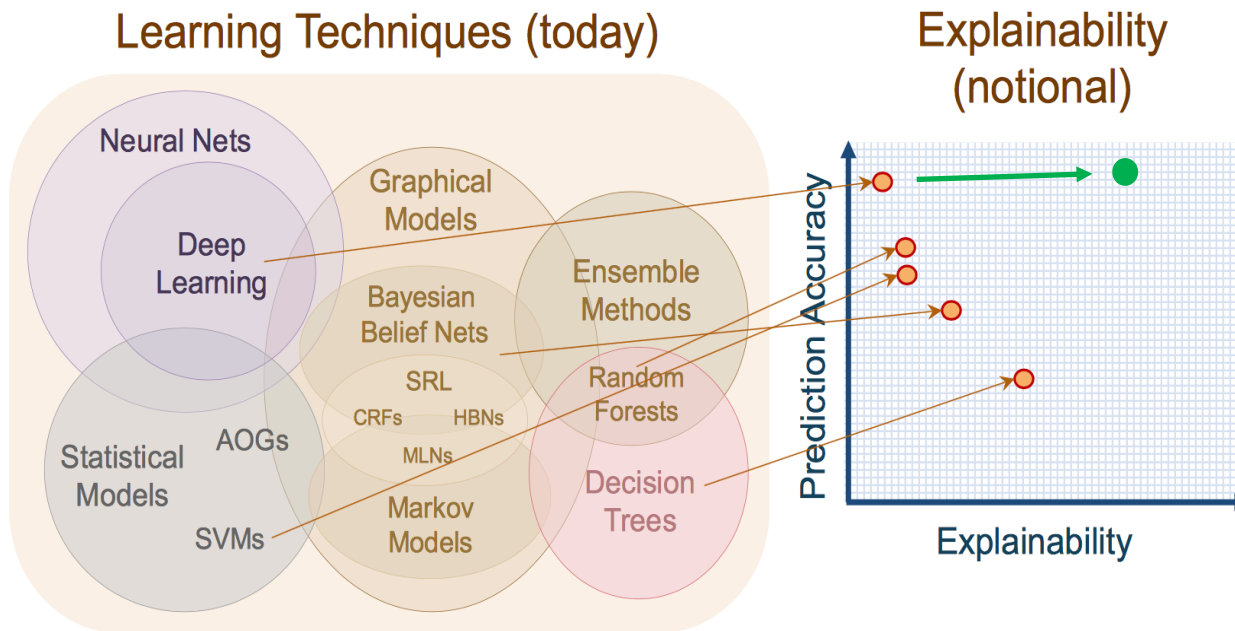 Learning Techniques (today)
Neural Nets
Deep
Learning
Graphical
Models
Bayesian
Belief Nets
SRL
CRFs
HBNs
MLNs
Markov
Models
Ensemble
Methods
Random
Forests
Decision
Trees
Statistical
Models
AOGs
SVMs
Explainability
(notional)
Prediction Accuracy
Explainability